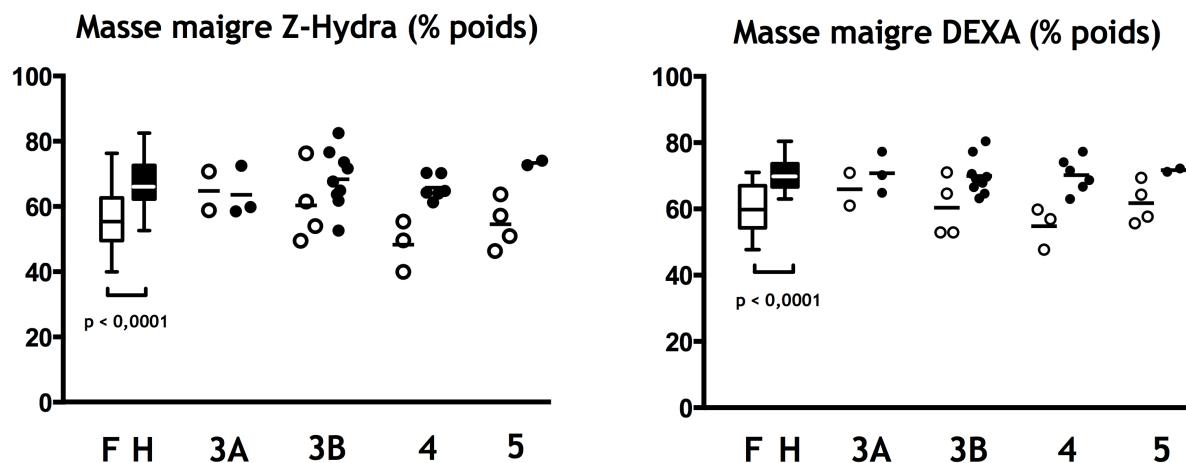 Masse maigre Z-Hydra (% poids)
100
80
60
40
20
0
p < 0,0001
F H 3A 3B 4 5
Masse maigre DEXA (% poids)
100
80
60
40
20
0
p < 0,0001
F H 3A 3B 4 5